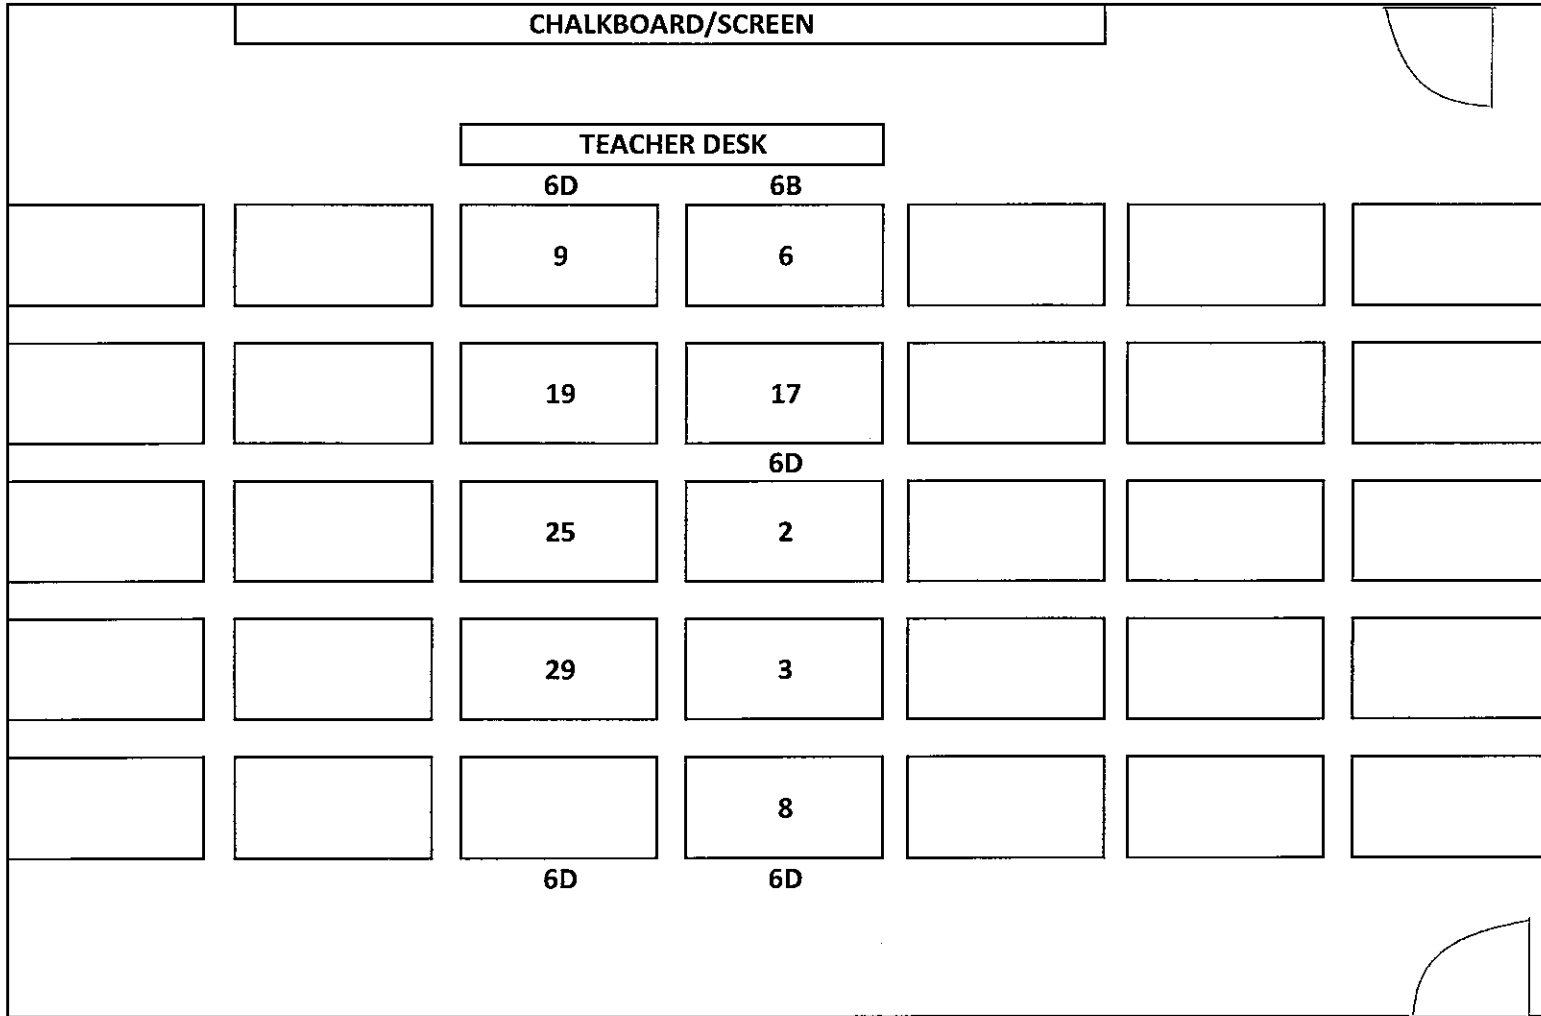 CHALKBOARD/SCREEN
TEACHER DESK
6D 6B
9 6
19 17
6D
25 2
29 3
8
6D 6D